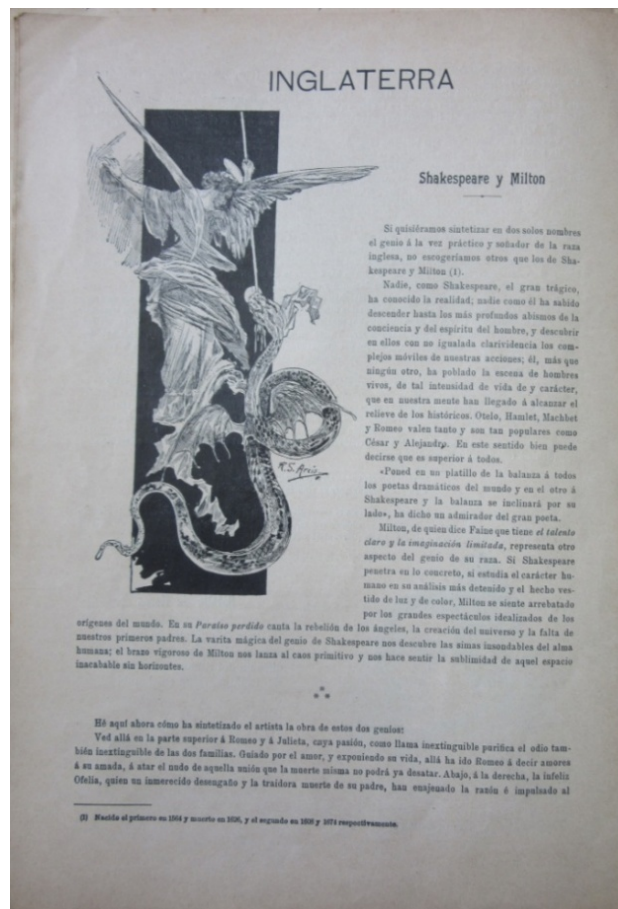 INGLATERRA
Shakespeare y Milton
Si quisiéramos sintetizar en dos solos nombres
el genio á la vez práctico y soñador de la raza
inglesa, no escogeríamos otros que los de Sha-
kespeare y Milton (1).
Nadie, como Shakespeare, el gran trágico,
ha conocido la realidad; nadie como él ha sabido
descender hasta los más profundos abismos de la
conciencia y del espíritu del hombre, y descubrir
en ellos con no igualada clarividencia los com-
plejos móviles de nuestras acciones; él, más que
ningún otro, ha poblado la escena de hombres
vivos, de tal intensidad de vida de y carácter,
que en nuestra mente han llegado á alcanzar el
relieve de los históricos. Otelo, Hamlet, Machbet
y Romeo valen tanto y son tan populares como
César y Alejandro. En este sentido bien puede
decirse que es superior á todos.
«Poned en un platillo de la balanza á todos
los poetas dramáticos del mundo y en el otro á
Shakespeare y la balanza se inclinará por su
lado», ha dicho un admirador del gran poeta.
Milton, de quien dice Faine que tiene el talento
claro y la imaginación limitada, representa otro
aspecto del genio de su raza. Si Shakespeare
penetra en lo concreto, si estudia el carácter hu-
mano en su análisis más detenido y el hecho ves-
tido de luz y de color, Milton se siente arrebatado
por los grandes espectáculos idealizados de los
orígenes del mundo. En su Paraíso perdido canta la rebelión de los ángeles, la creación del universo y la falta de
nuestros primeros padres. La varita mágica del genio de Shakespeare nos descubre las simas insondables del alma
humana; el brazo vigoroso de Milton nos lanza al caos primitivo y nos hace sentir la sublimidad de aquel espacio
inacabable sin horizontes.
Hé aquí ahora cómo ha sintetizado el artista la obra de estos dos genios:
Ved allá en la parte superior á Romeo y á Julieta, cuya pasión, como llama inextinguible purifica el odio tam-
bién inextinguible de las dos familias. Guiado por el amor, y exponiendo su vida, allá ha ido Romeo á decir amores
á su amada, á atar el nudo de aquella unión que la muerte misma no podrá ya desatar. Abajo, á la derecha, la infeliz
Ofelia, quien un inmerecido desengaño y la traidora muerte de su padre, han enajenado la razón é impulsado al
Nacido el primero en 1564 y muerto en 1616, y el segundo en 1608 y 1674 respectivamente.